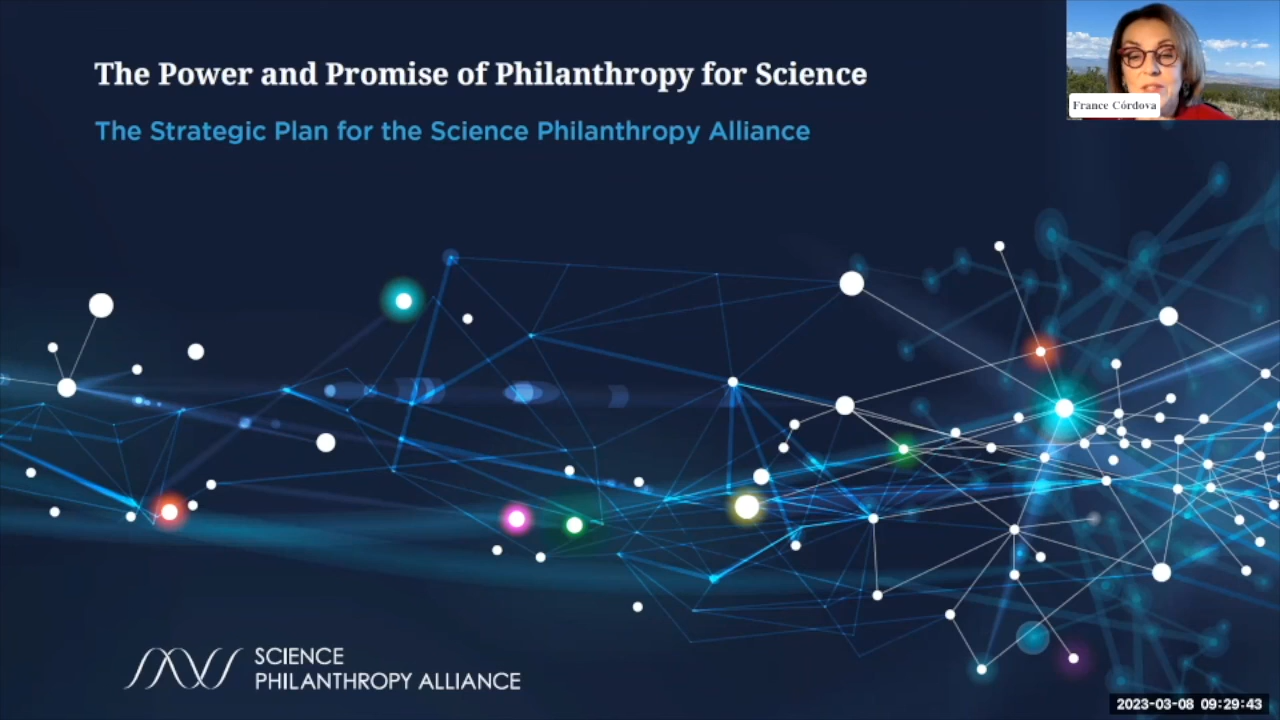 The Power and Promise of Philanthropy for Science
The Strategic Plan for the Science Philanthropy Alliance
France Córdova
SCIENCE
PHILANTHROPY ALLIANCE
2023-03-08 09:29:43